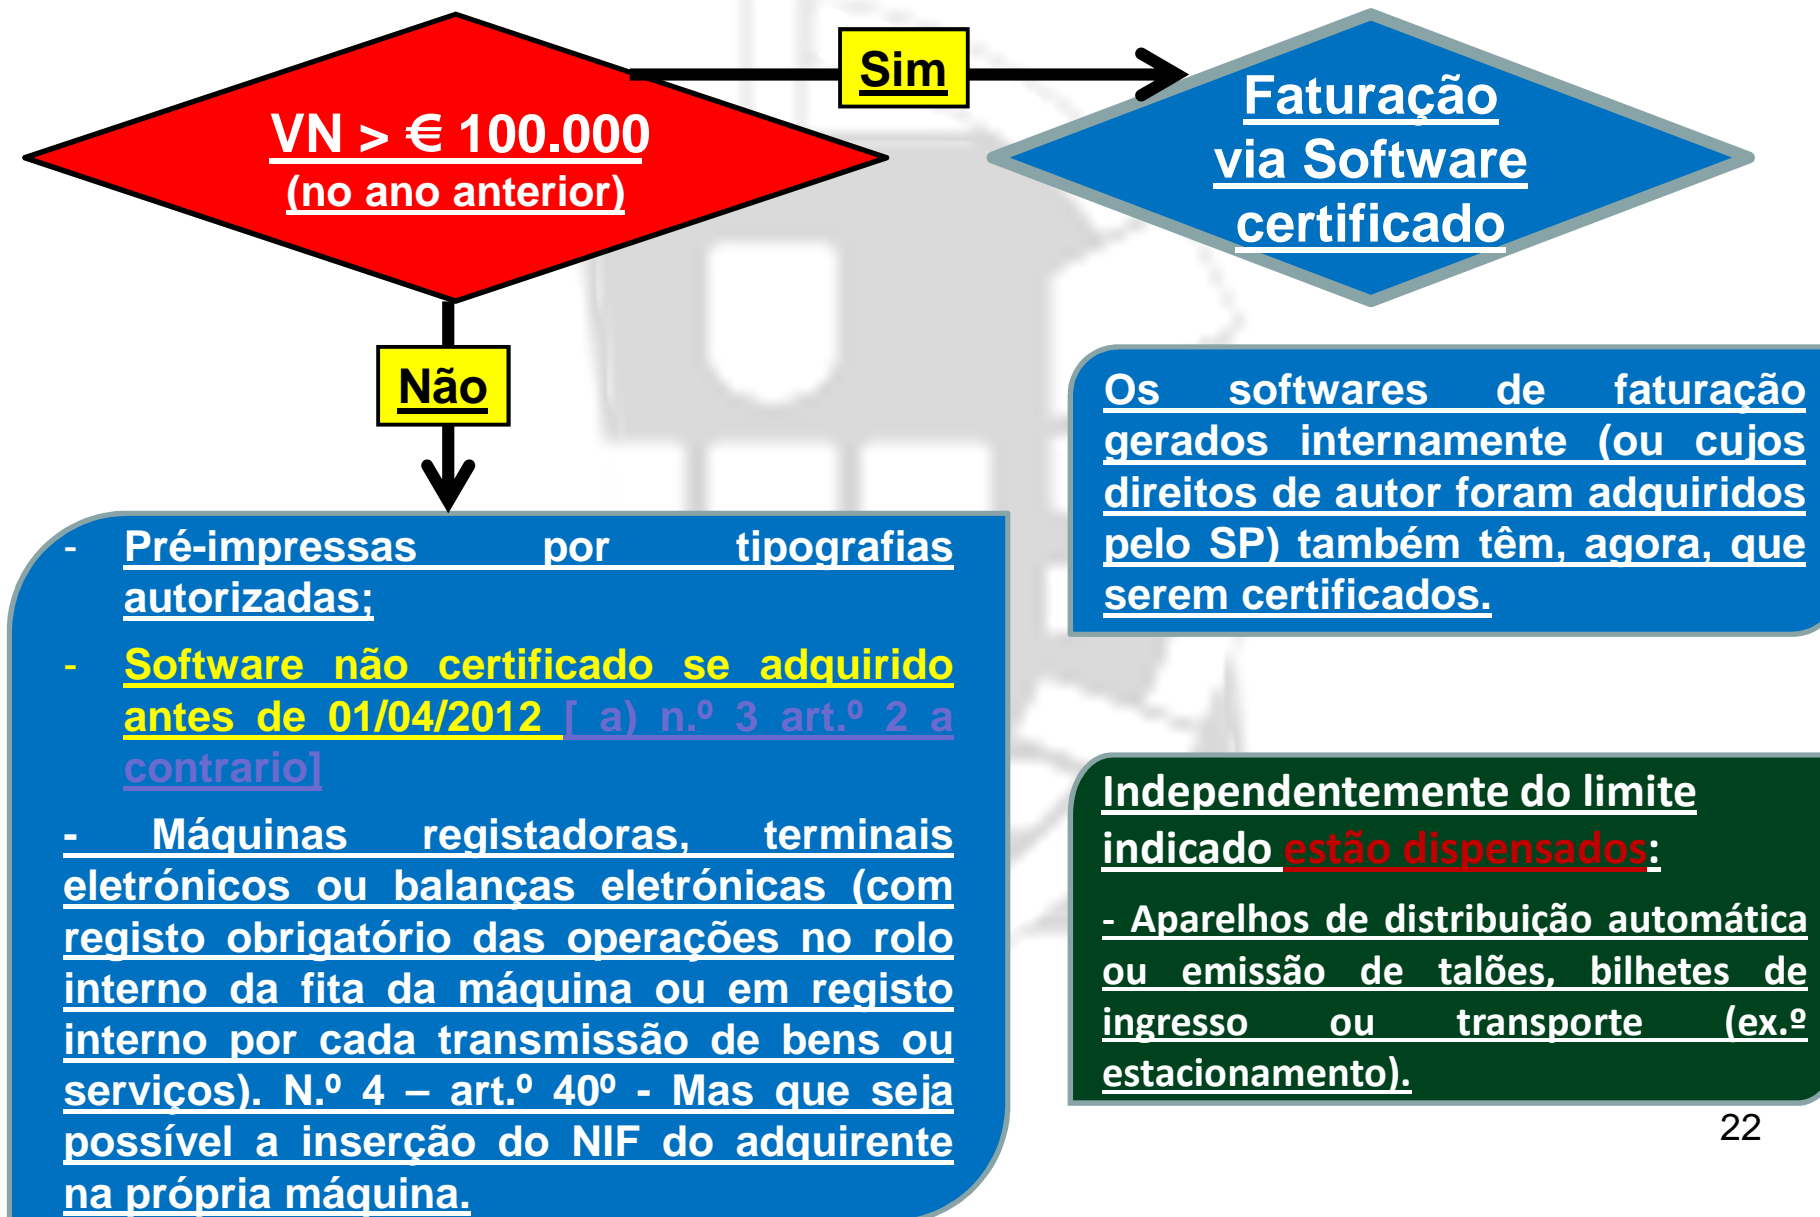 VN > € 100.000
(no ano anterior)
Sim
Faturação
via Software
certificado
Não
- Pré-impressas por tipografias
autorizadas;
- Software não certificado se adquirido
antes de 01/04/2012 [ a) n.º 3 art.º 2 a
contrario]
- Máquinas registadoras, terminais
eletrónicos ou balanças eletrónicas (com
registo obrigatório das operações no rolo
interno da fita da máquina ou em registo
interno por cada transmissão de bens ou
serviços). N.º 4 – art.º 40º - Mas que seja
possível a inserção do NIF do adquirente
na própria máquina.
Os softwares de faturação
gerados internamente (ou cujos
direitos de autor foram adquiridos
pelo SP) também têm, agora, que
serem certificados.
Independentemente do limite
indicado estão dispensados:
- Aparelhos de distribuição automática
ou emissão de talões, bilhetes de
ingresso ou transporte (ex.º
estacionamento).
22